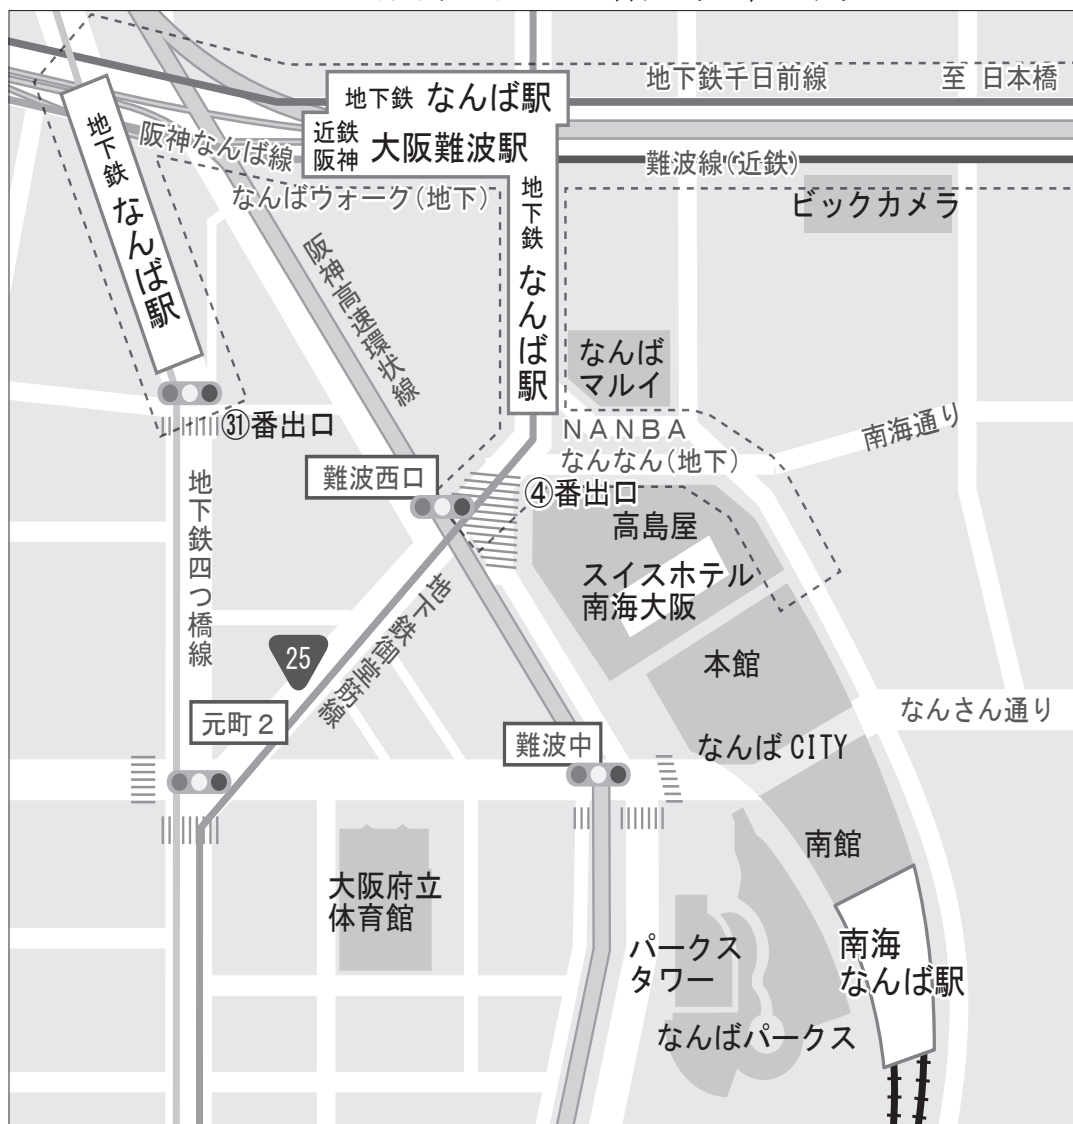 地下鉄千日前線
至 日本橋
地下鉄 なんば駅
近鉄
阪神
大阪難波駅
地下鉄 なんば駅
阪神なんば線
難波線(近鉄)
なんばウォーク(地下)
地下鉄 なんば駅
ビックカメラ
阪神高速環状線
なんば
マルイ
㉛番出口
NANBA
なんなん(地下)
南海通り
難波西口
④番出口
高島屋
地下鉄四つ橋線
スイスホテル
南海大阪
地下鉄御堂筋線
25
本館
元町2
なんさん通り
難波中
なんばCITY
南館
大阪府立
体育館
パークス
タワー
南海
なんば駅
なんばパークス